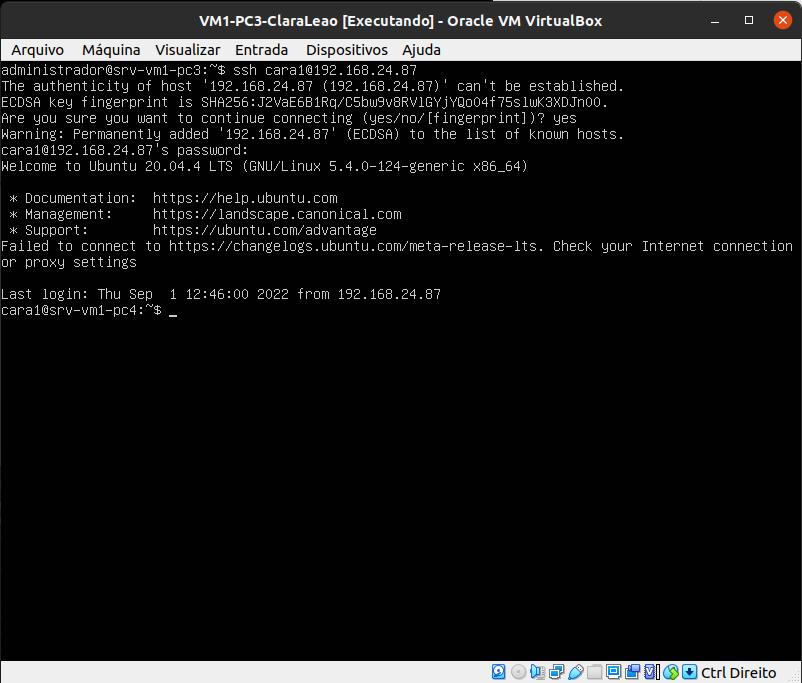 VM1-PC3-ClaraLeao [Executando] - Oracle VM VirtualBox
Arquivo Máquina Visualizar Entrada Dispositivos Ajuda
administrador@srv-vm1-pc3:~$ ssh cara1@192.168.24.87
The authenticity of host '192.168.24.87 (192.168.24.87)' can't be established.
ECDSA key fingerprint is SHA256:J2VaE6B1Rq/C5bw9v8RVlGYjYQoO4f75slwK3XDJn00.
Are you sure you want to continue connecting (yes/no/[fingerprint])? yes
Warning: Permanently added '192.168.24.87' (ECDSA) to the list of known hosts.
cara1@192.168.24.87's password:
Welcome to Ubuntu 20.04.4 LTS (GNU/Linux 5.4.0-124-generic x86_64)
* Documentation:  https://help.ubuntu.com
* Management:     https://landscape.canonical.com
* Support:        https://ubuntu.com/advantage
Failed to connect to https://changelogs.ubuntu.com/meta-release-lts. Check your Internet connection
or proxy settings
Last login: Thu Sep  1 12:46:00 2022 from 192.168.24.87
cara1@srv-vm1-pc4:~$ _
Ctrl Direito